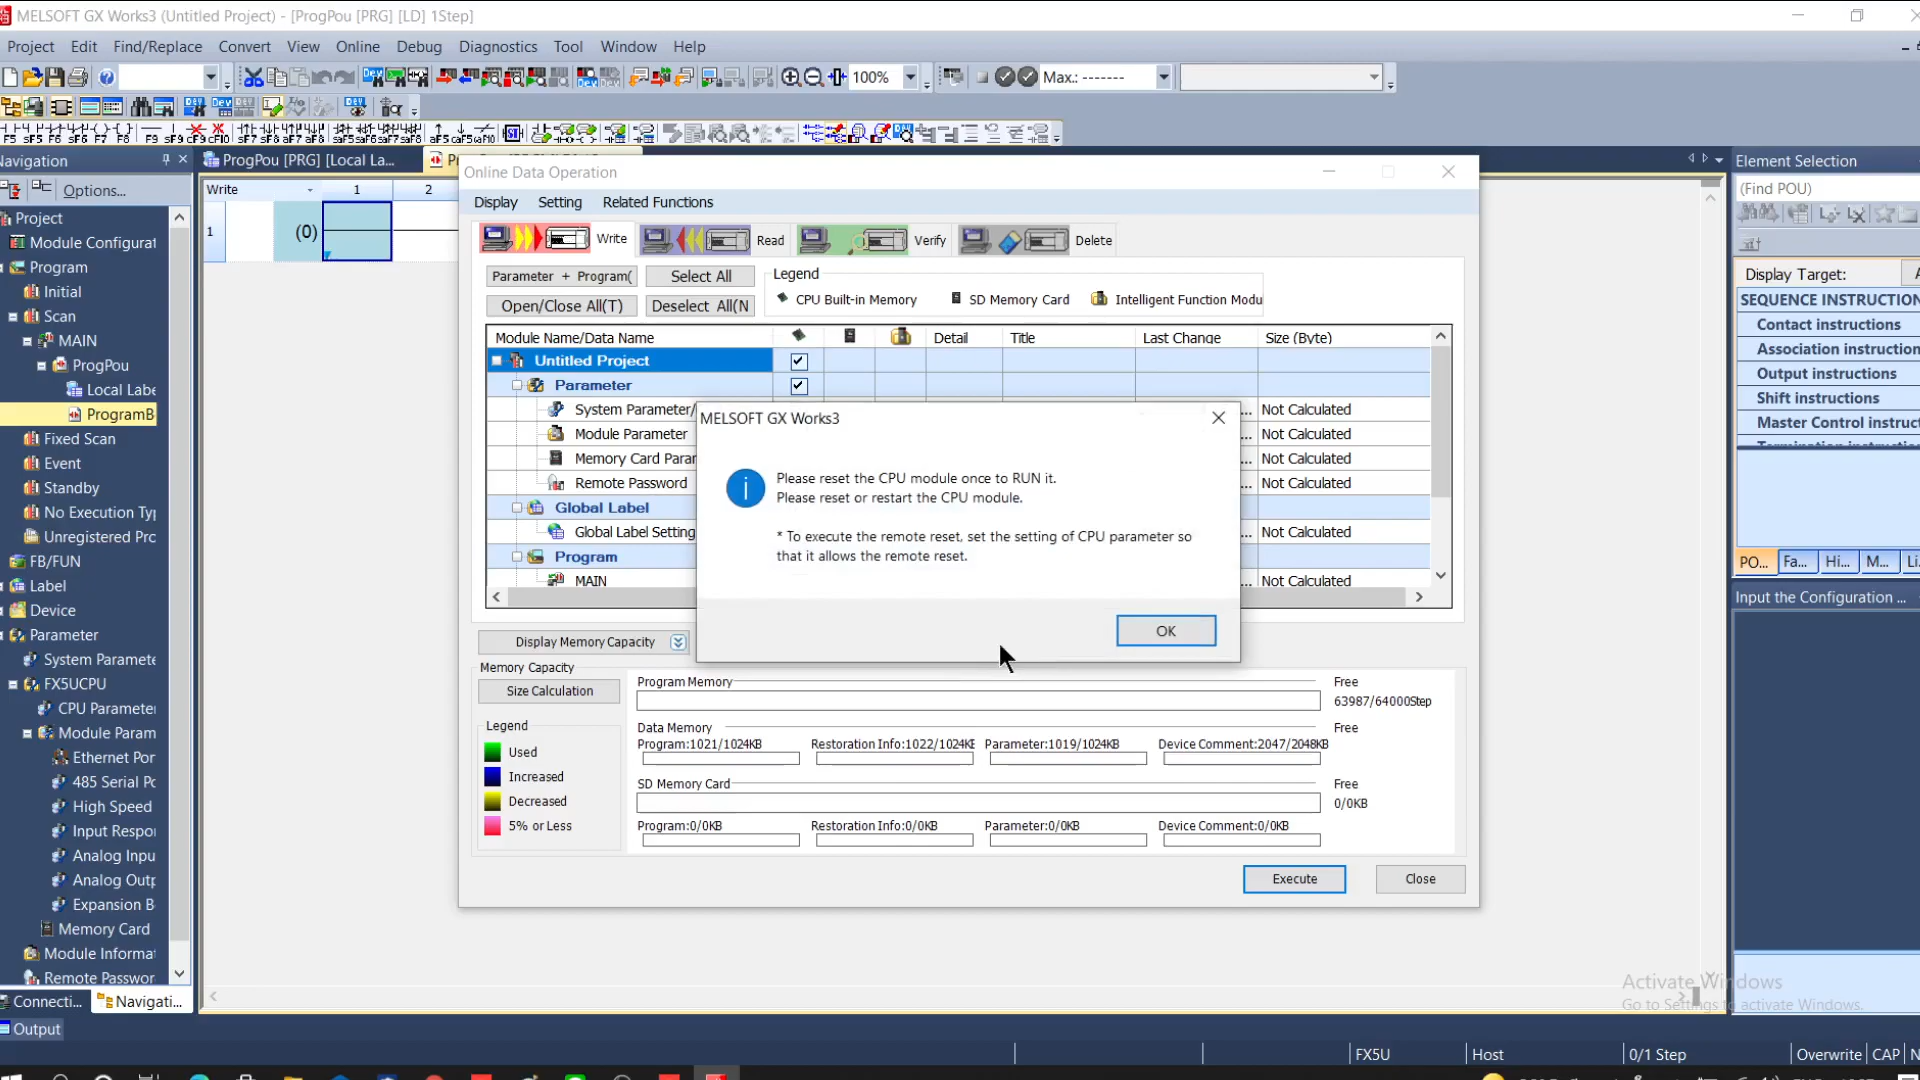 MELSOFT GX Works3 (Untitled Project) - [ProgPou [PRG] [LD] 1Step]
Project Edit Find/Replace Convert View Online Debug Diagnostics Tool Window Help
100%
Max.: -------
Navigation
Options...
Project
Module Configurat
Program
Initial
Scan
MAIN
ProgPou
Local Labe
ProgramB
Fixed Scan
Event
Standby
No Execution Typ
Unregistered Prc
FB/FUN
Label
Device
Parameter
System Paramete
FX5UCPU
CPU Parameter
Module Param
Ethernet Por
485 Serial Pc
High Speed
Input Respor
Analog Inpu
Analog Outp
Expansion B
Memory Card
Module Informat
Remote Passwor
Connecti...
Navigati...
Output
ProgPou [PRG] [Local La...
Write
1 2
1 (0)
Online Data Operation
Display Setting Related Functions
Write Read Verify Delete
Parameter + Program(
Select All
Open/Close All(T)
Deselect All(N
Legend
CPU Built-in Memory SD Memory Card Intelligent Function Modu
Module Name/Data Name Detail Title Last Change Size (Byte)
Untitled Project
Parameter
System Parameter/ ... Not Calculated
Module Parameter ... Not Calculated
Memory Card Parar ... Not Calculated
Remote Password Not Calculated
Global Label
Global Label Setting Not Calculated
Program
MAIN Not Calculated
MELSOFT GX Works3
Please reset the CPU module once to RUN it.
Please reset or restart the CPU module.
* To execute the remote reset, set the setting of CPU parameter so
that it allows the remote reset.
OK
Display Memory Capacity
Memory Capacity
Size Calculation
Legend
Used
Increased
Decreased
5% or Less
Program Memory Free
63987/64000Step
Data Memory Free
Program:1021/1024KB Restoration Info:1022/1024KE Parameter:1019/1024KB Device Comment:2047/2048KB
SD Memory Card Free
0/0KB
Program:0/0KB Restoration Info:0/0KB Parameter:0/0KB Device Comment:0/0KB
Execute
Close
Element Selection
(Find POU)
Display Target:
SEQUENCE INSTRUCTION
Contact instructions
Association instruction
Output instructions
Shift instructions
Master Control instruct
PO... Fa... Hi... M... Li
Input the Configuration ...
Activate Windows
Go to Settings to activate Windows.
FX5U Host 0/1 Step Overwrite CAP N